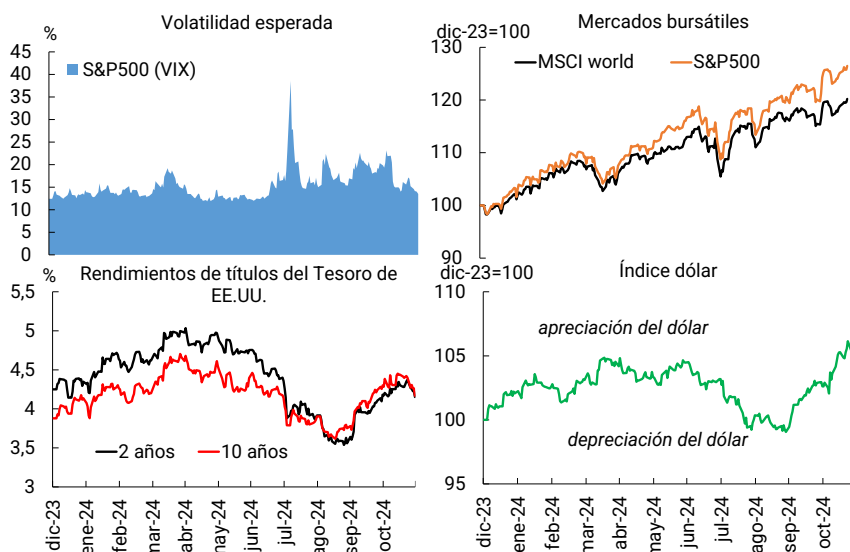 Volatilidad esperada
%
S&P500 (VIX)
45
40
35
30
25
20
15
10
5
0
Mercados bursátiles
dic-23=100
MSCI world
S&P500
130
120
110
100
90
Rendimientos de títulos del Tesoro de
EE.UU.
%
5,5
5
4,5
4
3,5
3
2 años
10 años
dic-23
ene-24
feb-24
mar-24
abr-24
may-24
jun-24
jul-24
ago-24
sep-24
oct-24
Índice dólar
dic-23=100
110
105
100
95
apreciación del dólar
depreciación del dólar
dic-23
ene-24
feb-24
mar-24
abr-24
may-24
jun-24
jul-24
ago-24
sep-24
oct-24